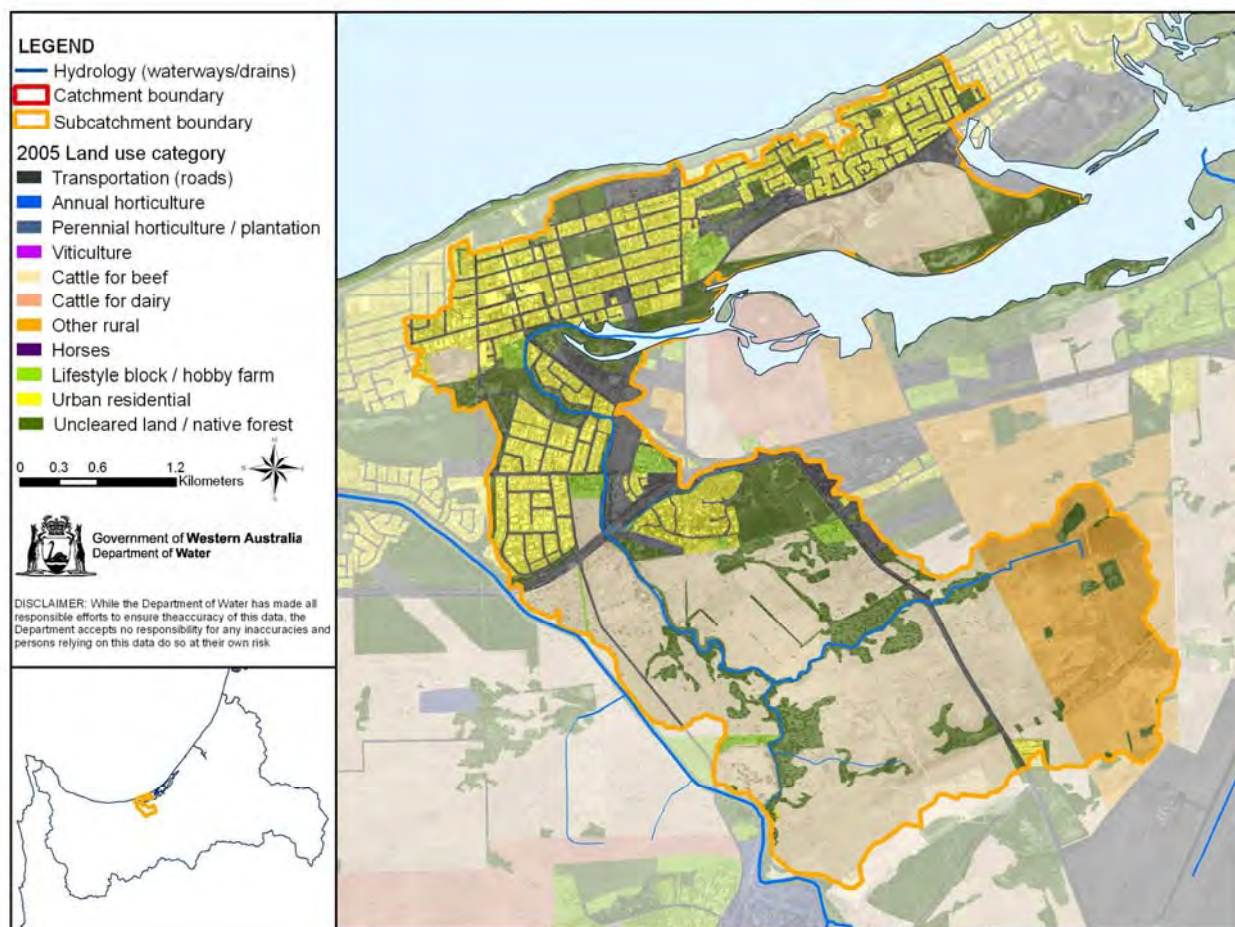 LEGEND
Hydrology (waterways/drains)
Catchment boundary
Subcatchment boundary
2005 Land use category
Transportation (roads)
Annual horticulture
Perennial horticulture / plantation
Viticulture
Cattle for beef
Cattle for dairy
Other rural
Horses
Lifestyle block / hobby farm
Urban residential
Uncleared land / native forest
0 0.3 0.6 1.2
Kilometers
Government of Western Australia
Department of Water
DISCLAIMER: While the Department of Water has made all
responsible efforts to ensure theaccuracy of this data, the
Department accepts no responsibility for any inaccuracies and
persons relying on this data do so at their own risk